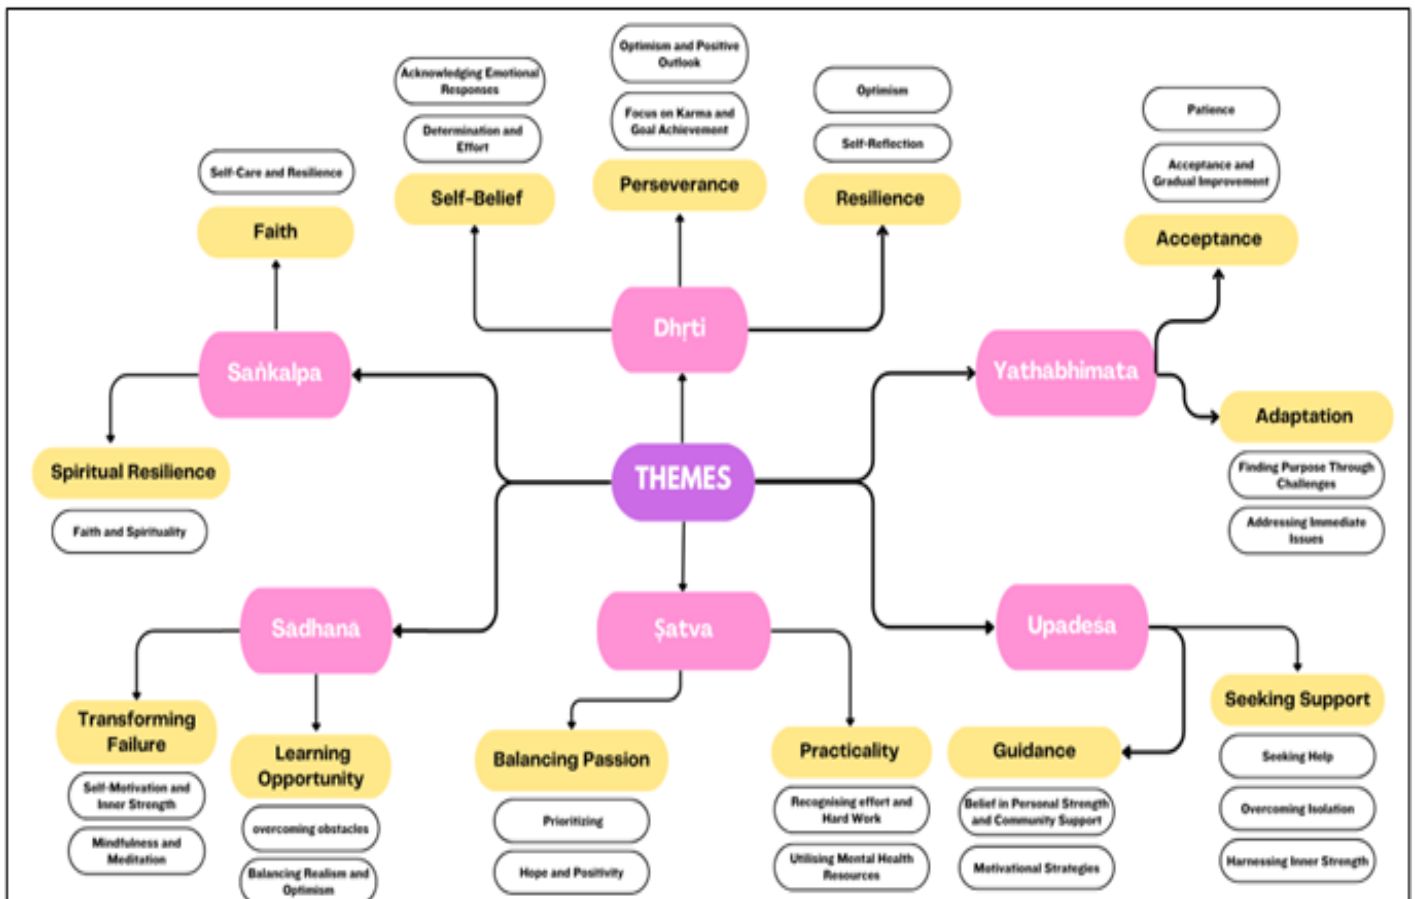 Optimism and Positive
Outlook
Focus on Karma and
Goal Achievement
Perseverance
Acknowledging Emotional
Responses
Determination and
Effort
Self-Belief
Optimism
Self-Reflection
Resilience
Patience
Acceptance and
Gradual Improvement
Acceptance
Self-Care and Resilience
Faith
Dhṛti
Saṅkalpa
Yathābhimata
Adaptation
Finding Purpose Through
Challenges
Addressing Immediate
Issues
Spiritual Resilience
Faith and Spirituality
THEMES
Sādhanā
Ṣatva
Upadeśa
Transforming
Failure
Self-Motivation and
Inner Strength
Mindfulness and
Meditation
Learning
Opportunity
overcoming obstacles
Balancing Realism and
Optimism
Balancing Passion
Prioritizing
Hope and Positivity
Practicality
Recognising effort and
Hard Work
Utilising Mental Health
Resources
Guidance
Belief in Personal Strength
and Community Support
Motivational Strategies
Seeking Support
Seeking Help
Overcoming Isolation
Harnessing Inner Strength